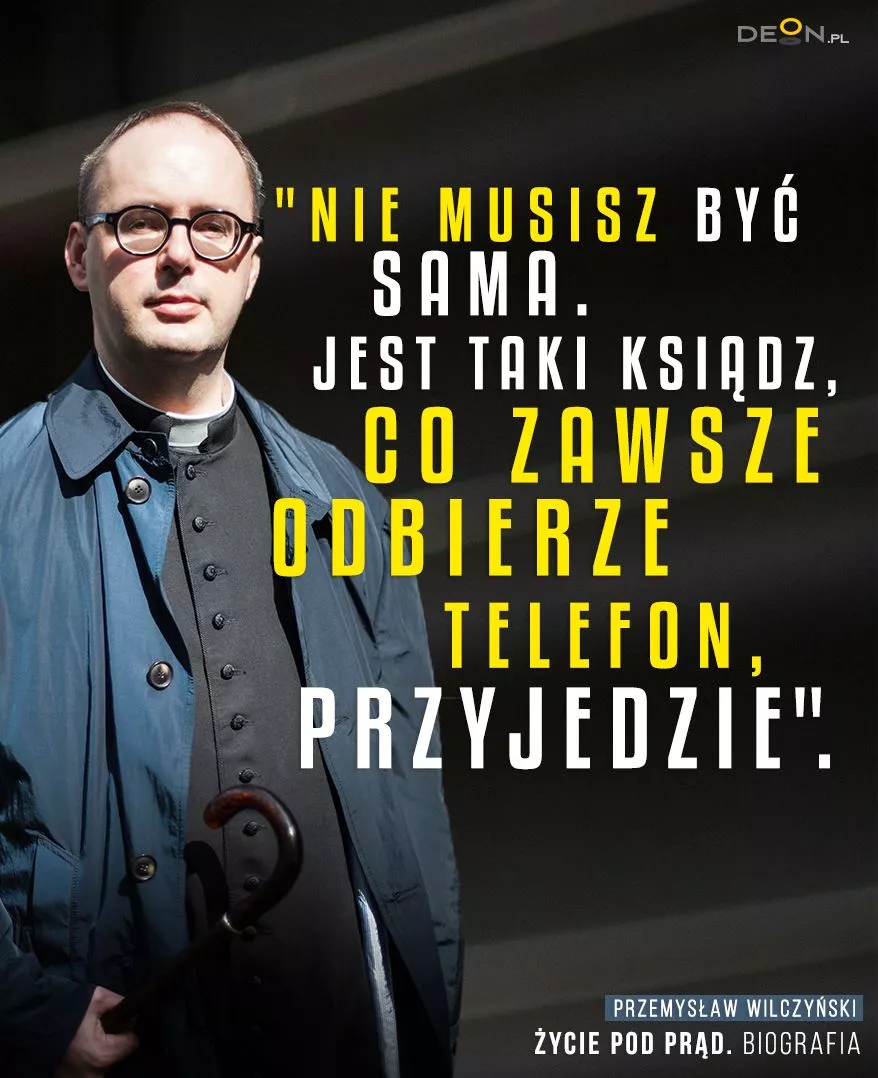 DEON.PL
"NIE MUSISZ BYĆ
SAMA.
JEST TAKI KSIĄDZ,
CO ZAWSZE
ODBIERZE
TELEFON,
PRZYJEDZIE".
PRZEMYSŁAW WILCZYŃSKI
ŻYCIE POD PRĄD. BIOGRAFIA